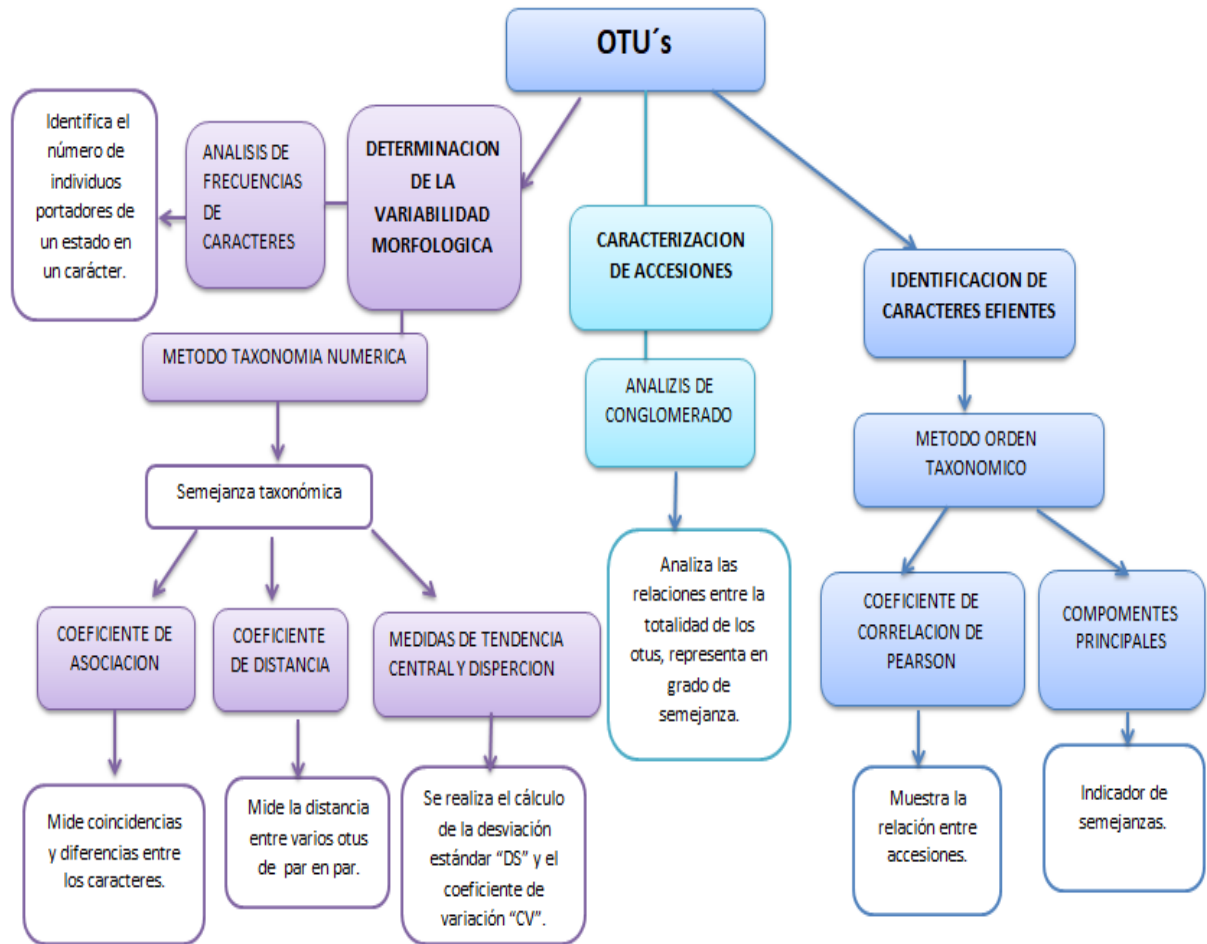 OTU´s
Identifica el
número de
individuos
portadores de
un estado en
un carácter.
ANALISIS DE
FRECUENCIAS
DE
CARACTERES
DETERMINACION
DE LA
VARIABILIDAD
MORFOLOGICA
CARACTERIZACION
DE ACCESIONES
IDENTIFICACION DE
CARACTERES EFIENTES
METODO TAXONOMIA NUMERICA
ANALIZIS DE
CONGLOMERADO
METODO ORDEN
TAXONOMICO
Semejanza taxonómica
Analiza las
relaciones entre la
totalidad de los
otus, representa en
grado de
semejanza.
COEFICIENTE DE
ASOCIACION
COEFICIENTE
DE DISTANCIA
MEDIDAS DE TENDENCIA
CENTRAL Y DISPERCION
COEFICIENTE DE
CORRELACION DE
PEARSON
COMPOMENTES
PRINCIPALES
Mide coincidencias
y diferencias entre
los caracteres.
Mide la distancia
entre varios otus
de par en par.
Se realiza el cálculo
de la desviación
estándar “DS” y el
coeficiente de
variación “CV”.
Muestra la
relación entre
accesiones.
Indicador de
semejanzas.